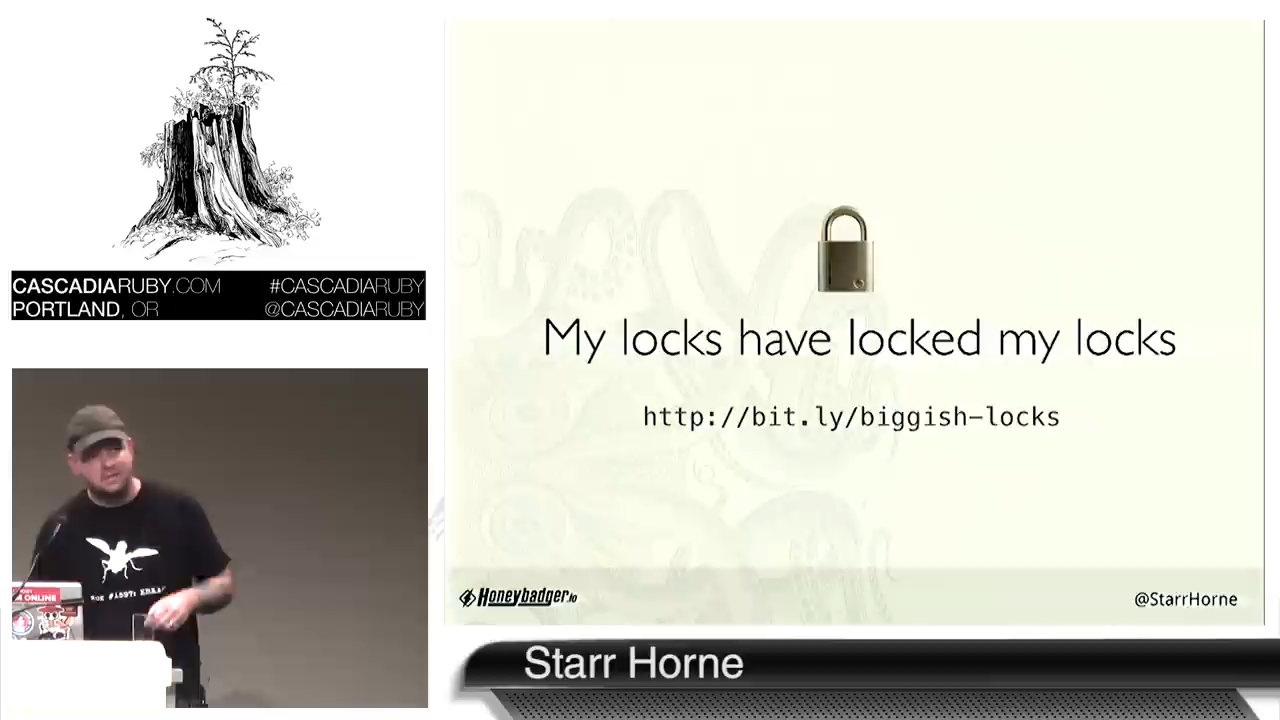 CASCADIARUBY.COM #CASCADIARUBY
PORTLAND, OR @CASCADIARUBY
My locks have locked my locks
http://bit.ly/biggish-locks
Honeybadger.io
@StarrHorne
Starr Horne
ONLINE